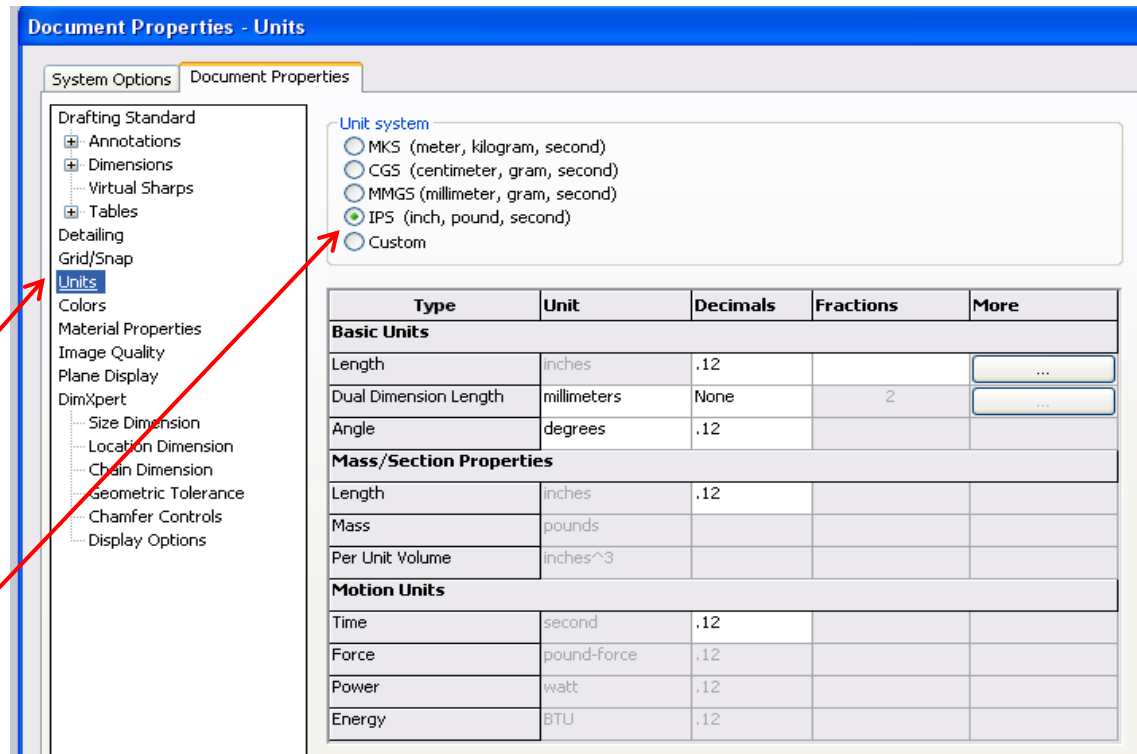 Document Properties - Units
System Options
Document Properties
Drafting Standard
Annotations
Dimensions
Virtual Sharps
Tables
Detailing
Grid/Snap
Units
Colors
Material Properties
Image Quality
Plane Display
DimXpert
Size Dimension
Location Dimension
Chain Dimension
Geometric Tolerance
Chamfer Controls
Display Options
Unit system
MKS (meter, kilogram, second)
CGS (centimeter, gram, second)
MMGS (millimeter, gram, second)
IPS (inch, pound, second)
Custom
Type Unit Decimals Fractions More
Basic Units
Length inches .12 ...
Dual Dimension Length millimeters None 2 ...
Angle degrees .12
Mass/Section Properties
Length inches .12
Mass pounds
Per Unit Volume inches^3
Motion Units
Time second .12
Force pound-force .12
Power watt .12
Energy BTU .12